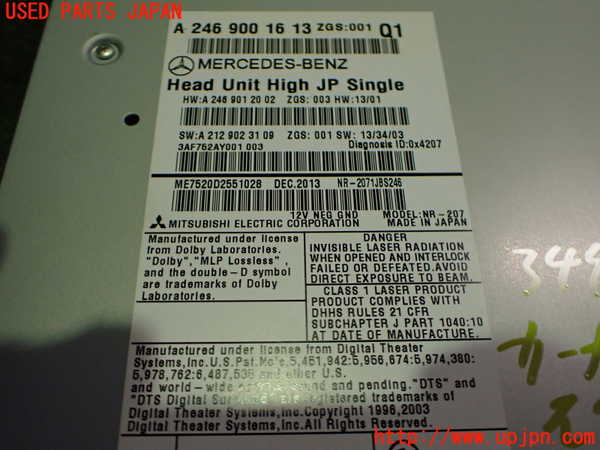 USED PARTS JAPAN
A 246 900 16 13 ZGS:001 Q1
MERCEDES-BENZ
Head Unit High JP Single
HW:A 246 901 20 02 ZGS: 003 HW:13/01
SW:A 212 902 31 09 ZGS: 001 SW: 13/34/03
3AF752AY001 003 Diagnosis ID:0x4207
ME7520D2551028 DEC.2013 NR-2071JBS246
12V NEG GND MODEL:NR-207
MITSUBISHI ELECTRIC CORPORATION MADE IN JAPAN
Manufactured under license
from Dolby Laboratories.
"Dolby","MLP Lossless",
and the double-D symbol
are trademarks of Dolby
Laboratories.
DANGER
INVISIBLE LASER RADIATION
WHEN OPENED AND INTERLOCK
FAILED OR DEFEATED.AVOID
DIRECT EXPOSURE TO BEAM.
CLASS 1 LASER PRODUCT
PRODUCT COMPLIES WITH
DHHS RULES 21 CFR
SUBCHAPTER J PART 1040:10
AT DATE OF MANUFACTURE.
Manufactured under license from Digital Theater
Systems,Inc.U.S.Pat.No's.5,451,942:5,956,674:5,974,380:
5,978,762:6,487,535 and other U.S.
and world-wide and pending."DTS" and
"DTS Digital are registered trademarks of
Digital Theater Systems,Inc.Copyright 1996,2003
Digital Theater Systems,Inc.All Rights Reserved.
349
カーナ
http://www.upjpn.com/